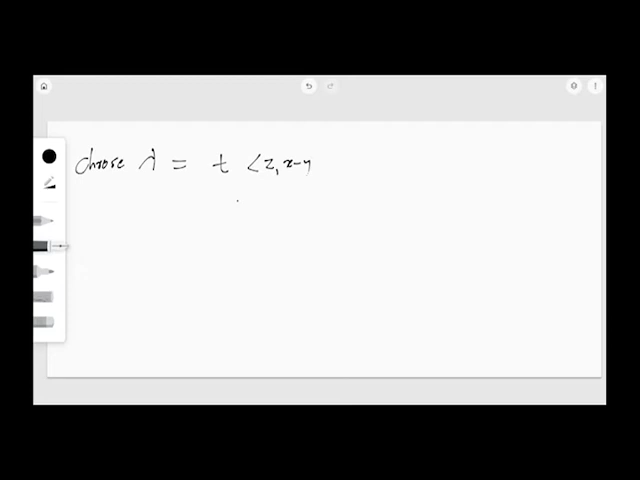 choose λ = t <z, x-y